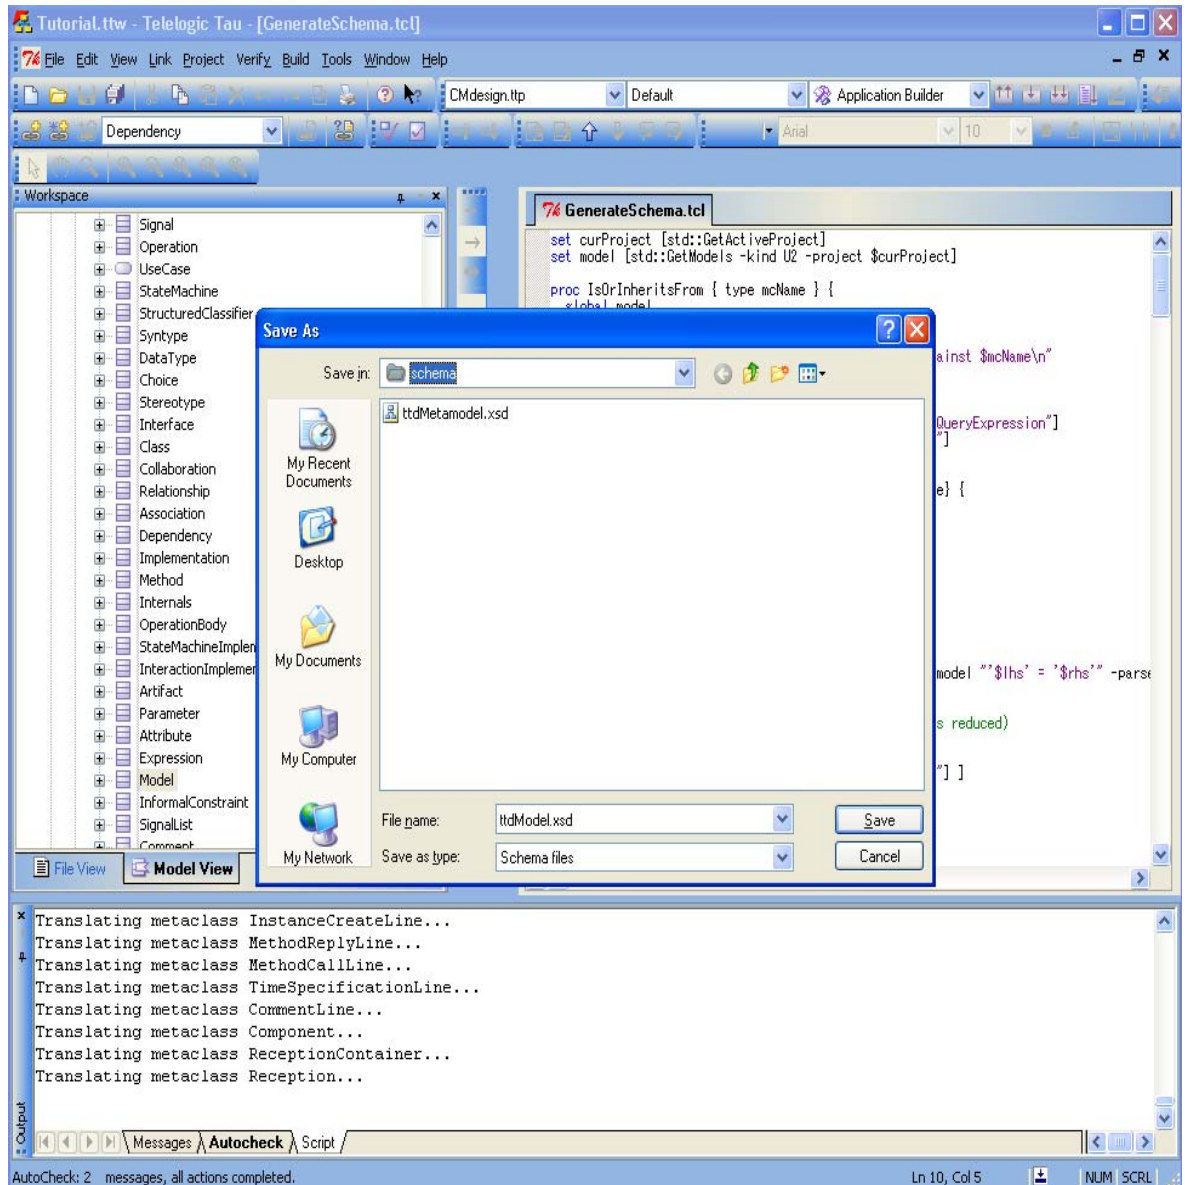 Tutorial.ttw - Telelogic Tau - [GenerateSchema.tcl]
File Edit View Link Project Verify Build Tools Window Help
CMdesign.ttp Default Application Builder
Dependency Arial 10
Workspace
Signal
Operation
UseCase
StateMachine
StructuredClassifier
Syntype
DataType
Choice
Stereotype
Interface
Class
Collaboration
Relationship
Association
Dependency
Implementation
Method
Internals
OperationBody
StateMachineImplem
InteractionImplemen
Artifact
Parameter
Attribute
Expression
Model
InformalConstraint
SignalList
Comment
File View Model View
GenerateSchema.tcl
set curProject [std::GetActiveProject]
set model [std::GetModels -kind U2 -project $curProject]
proc IsOrInheritsFrom { type mcName } {
global model
ainst $mcName\n"
QueryExpression"]
"]
e} {
model "'$lhs' = '$rhs'" -parse
s reduced)
"] ]
Save As
Save in: schema
ttdMetamodel.xsd
My Recent
Documents
Desktop
My Documents
My Computer
My Network
File name: ttdModel.xsd Save
Save as type: Schema files Cancel
Translating metaclass InstanceCreateLine...
Translating metaclass MethodReplyLine...
Translating metaclass MethodCallLine...
Translating metaclass TimeSpecificationLine...
Translating metaclass CommentLine...
Translating metaclass Component...
Translating metaclass ReceptionContainer...
Translating metaclass Reception...
Output
Messages Autocheck Script
AutoCheck: 2 messages, all actions completed. Ln 10, Col 5 NUM SCRL